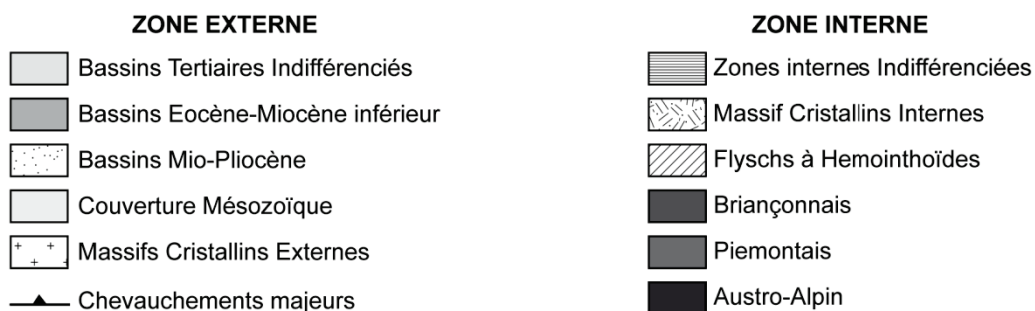 ZONE EXTERNE
Bassins Tertiaires Indifférenciés
Bassins Eocène-Miocène inférieur
Bassins Mio-Pliocène
Couverture Mésozoïque
Massifs Cristallins Externes
Chevauchements majeurs
ZONE INTERNE
Zones internes Indifférenciées
Massif Cristallins Internes
Flyschs à Hemointhoïdes
Briançonnais
Piemontais
Austro-Alpin